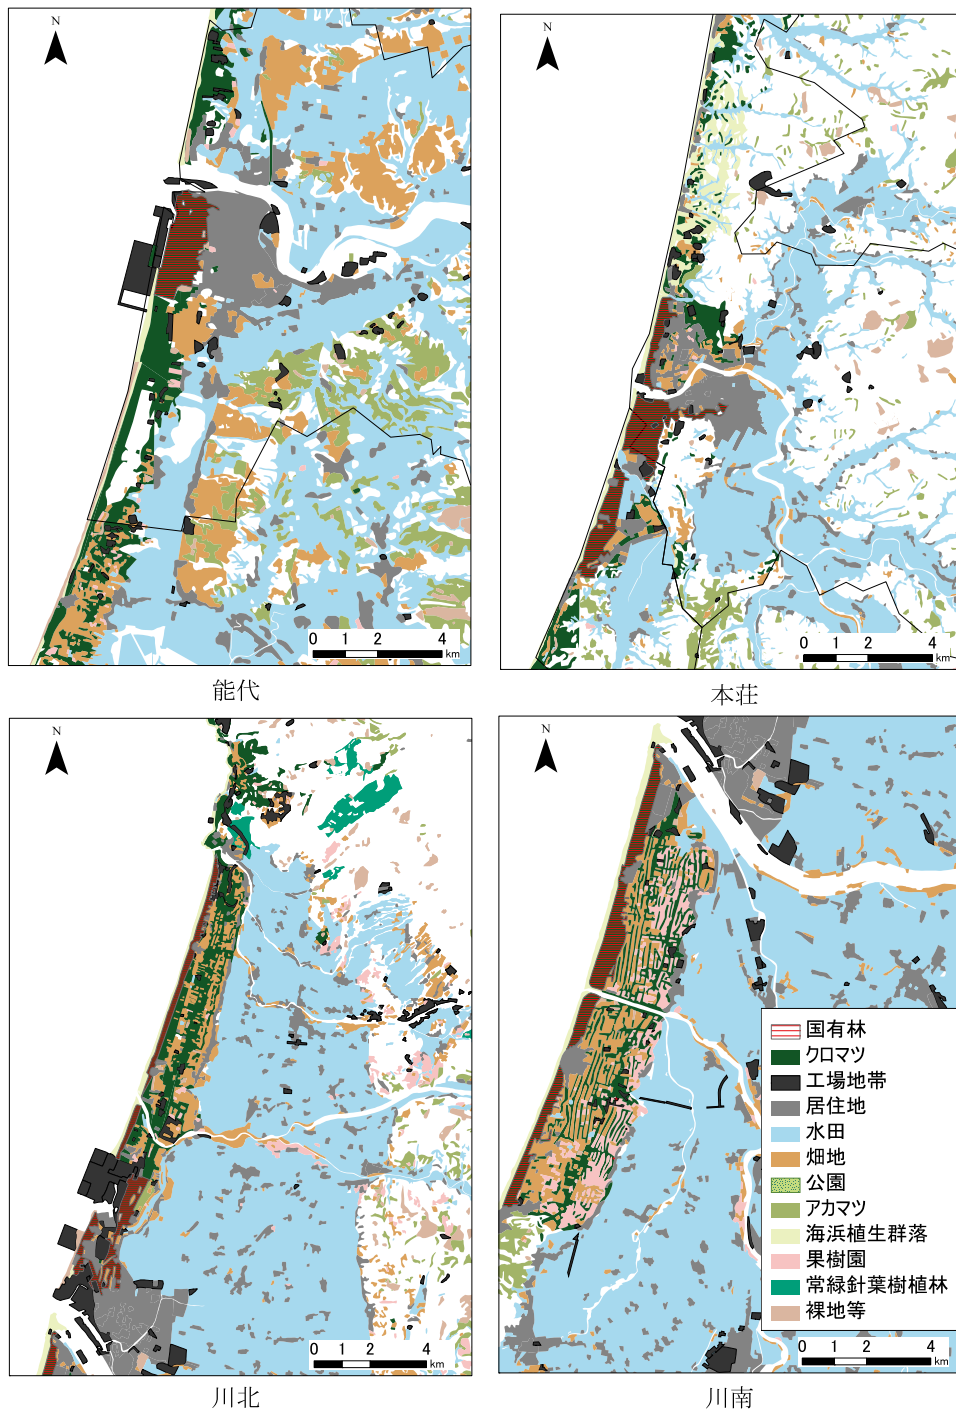 N
0 1 2 4
km
能代
N
0 1 2 4
km
本荘
N
0 1 2 4
km
川北
N
国有林
クロマツ
工場地帯
居住地
水田
畑地
公園
アカマツ
海浜植生群落
果樹園
常緑針葉樹植林
裸地等
0 1 2 4
km
川南